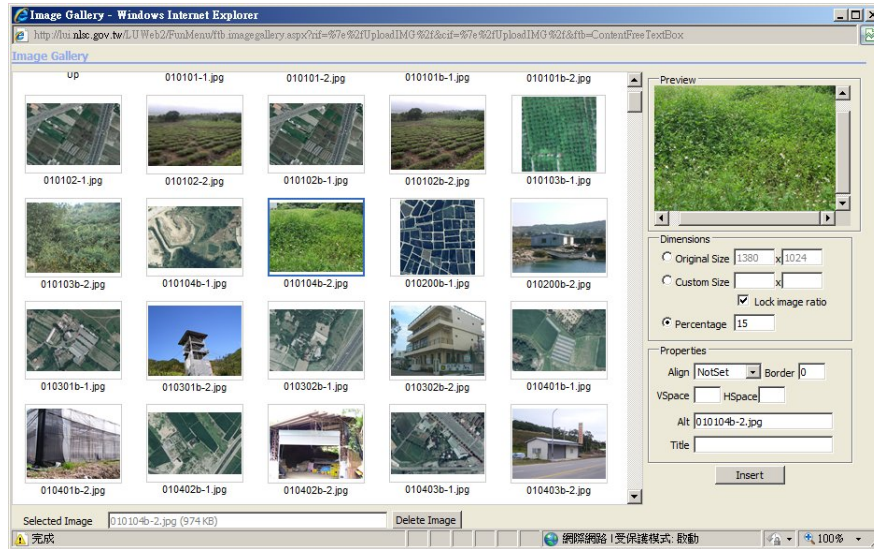 Image Gallery - Windows Internet Explorer
http://lui.nlsc.gov.tw/LUWeb2/FunMenu/ftb.imagegallery.aspx?rif=%7e%2fUploadIMG%2f&cif=%7e%2fUploadIMG%2f&ftb=ContentFreeTextBox
Image Gallery
up 010101-1.jpg 010101-2.jpg 010101b-1.jpg 010101b-2.jpg
010102-1.jpg 010102-2.jpg 010102b-1.jpg 010102b-2.jpg 010103b-1.jpg
010103b-2.jpg 010104b-1.jpg 010104b-2.jpg 010200b-1.jpg 010200b-2.jpg
010301b-1.jpg 010301b-2.jpg 010302b-1.jpg 010302b-2.jpg 010401b-1.jpg
010401b-2.jpg 010402b-1.jpg 010402b-2.jpg 010403b-1.jpg 010403b-2.jpg
Preview
Dimensions
Original Size 1380 x 1024
Custom Size x
Lock image ratio
Percentage 15
Properties
Align NotSet Border 0
VSpace HSpace
Alt 010104b-2.jpg
Title
Insert
Selected Image 010104b-2.jpg (974 KB) Delete Image
完成 網際網路 | 受保護模式: 啟動 100%